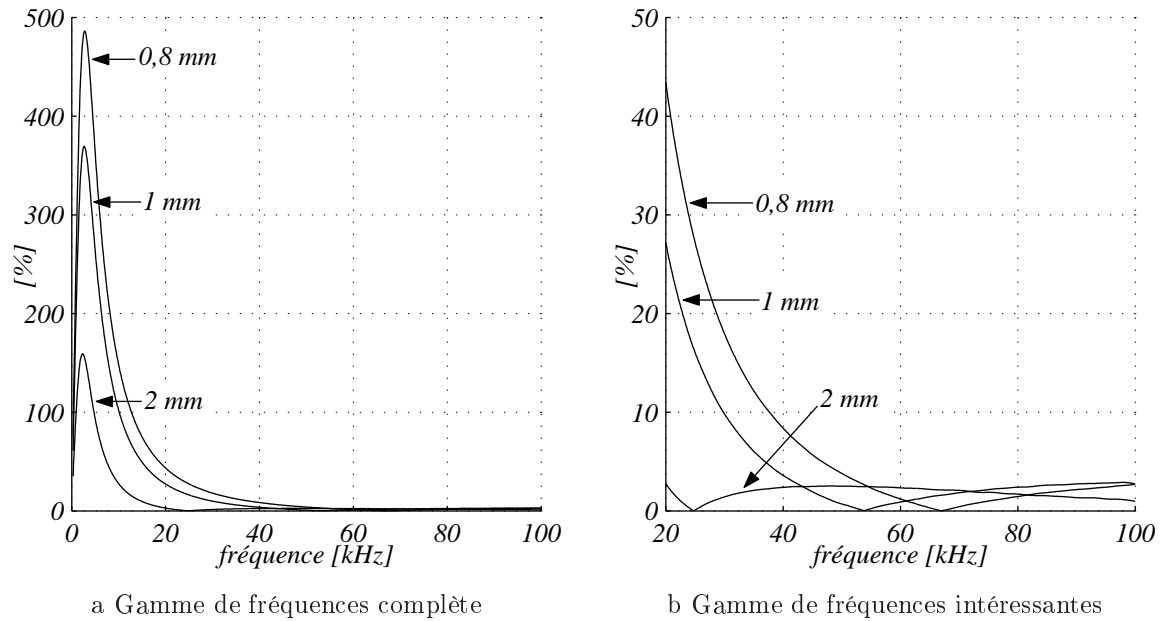 500
400
300
200
100
0
[%]
0,8 mm
1 mm
2 mm
0 20 40 60 80 100
fréquence [kHz]
a Gamme de fréquences complète
50
40
30
20
10
0
[%]
0,8 mm
1 mm
2 mm
20 40 60 80 100
fréquence [kHz]
b Gamme de fréquences intéressantes